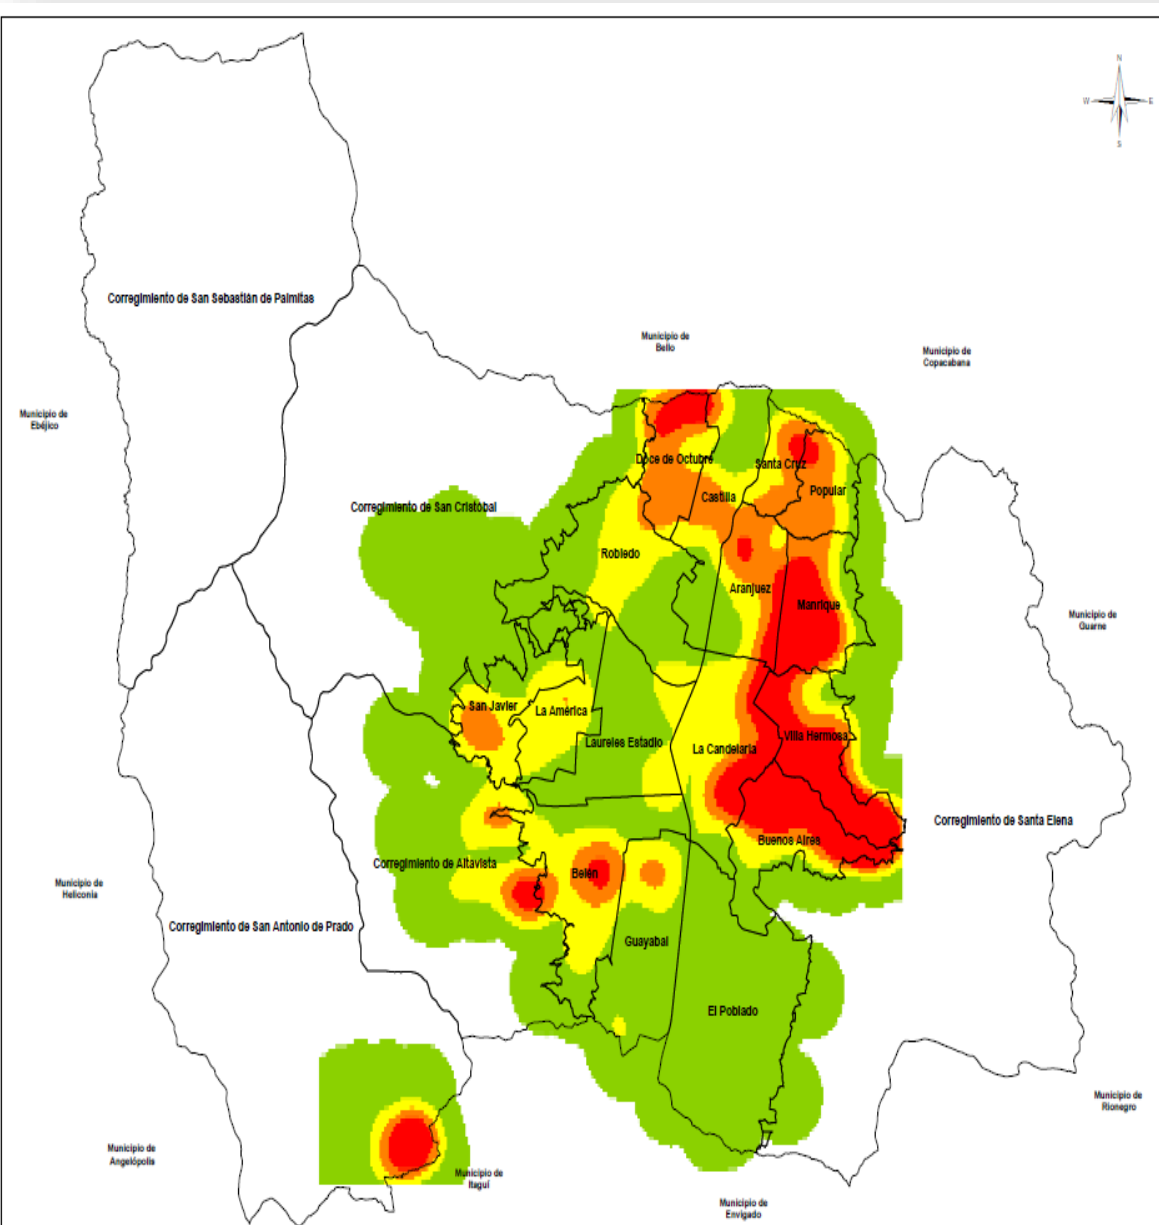 N
W
E
S
Corregimiento de San Sebastián de Palmitas
Municipio de
Bello
Municipio de
Copacabana
Municipio de
Ebéjico
Doce de Octubre
Santa Cruz
Popular
Castilla
Corregimiento de San Cristóbal
Robledo
Aranjuez
Manrique
Municipio de
Guarne
San Javier
La América
Laureles Estadio
La Candelaria
Villa Hermosa
Corregimiento de Santa Elena
Buenos Aires
Corregimiento de Altavista
Belén
Municipio de
Heliconia
Corregimiento de San Antonio de Prado
Guayabal
El Poblado
Municipio de
Rionegro
Municipio de
Angelópolis
Municipio de
Itaguí
Municipio de
Envigado